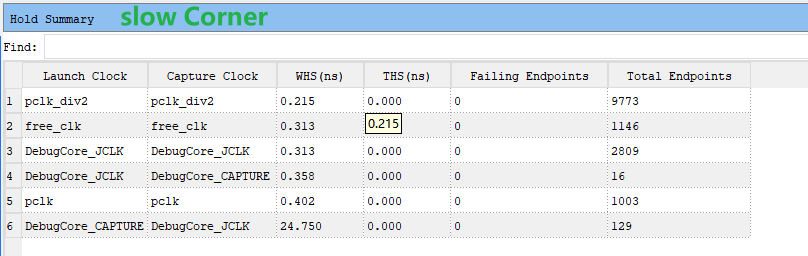 Hold Summary slow Corner
Find:
Launch Clock Capture Clock WHS(ns) THS(ns) Failing Endpoints Total Endpoints
1 pclk_div2 pclk_div2 0.215 0.000 0 9773
2 free_clk free_clk 0.313 0.215 0 1146
3 DebugCore_JCLK DebugCore_JCLK 0.313 0.000 0 2809
4 DebugCore_JCLK DebugCore_CAPTURE 0.358 0.000 0 16
5 pclk pclk 0.402 0.000 0 1003
6 DebugCore_CAPTURE DebugCore_JCLK 24.750 0.000 0 129